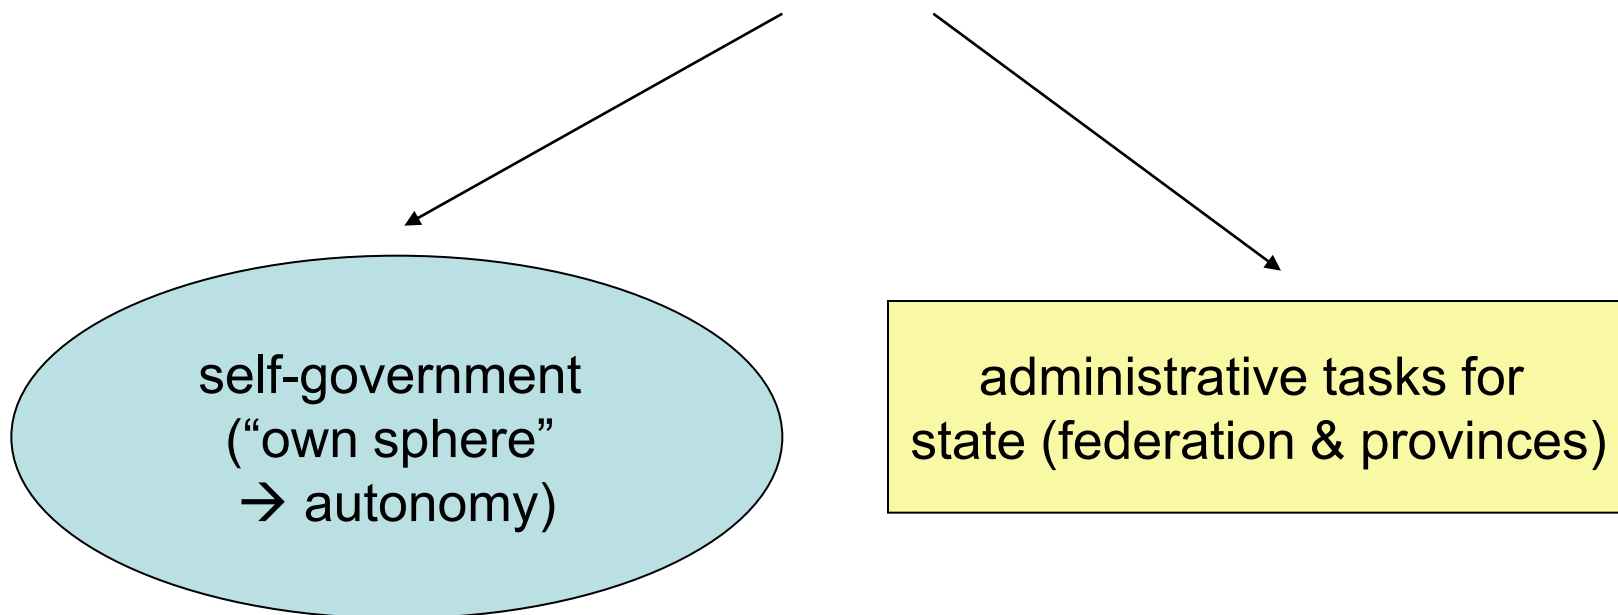 self-government
(“own sphere”
→ autonomy)
administrative tasks for
state (federation & provinces)